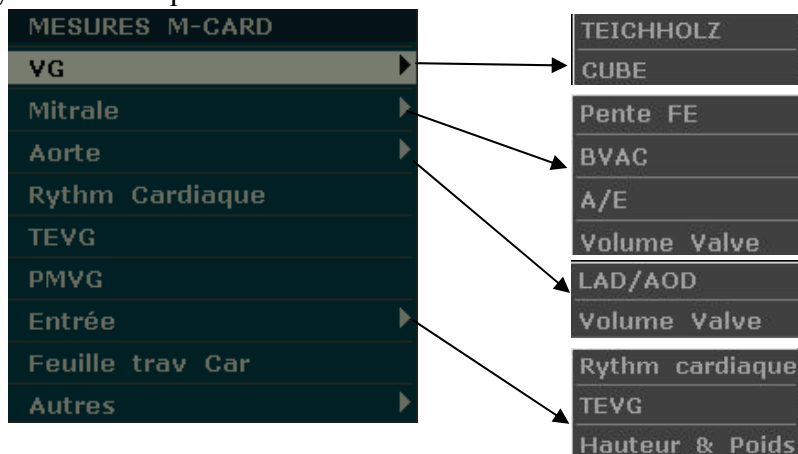 MESURES M-CARD
VG
Mitrale
Aorte
Rythm Cardiaque
TEVG
PMVG
Entrée
Feuille trav Car
Autres
TEICHHOLZ
CUBE
Pente FE
BVAC
A/E
Volume Valve
LAD/AOD
Volume Valve
Rythm cardiaque
TEVG
Hauteur & Poids